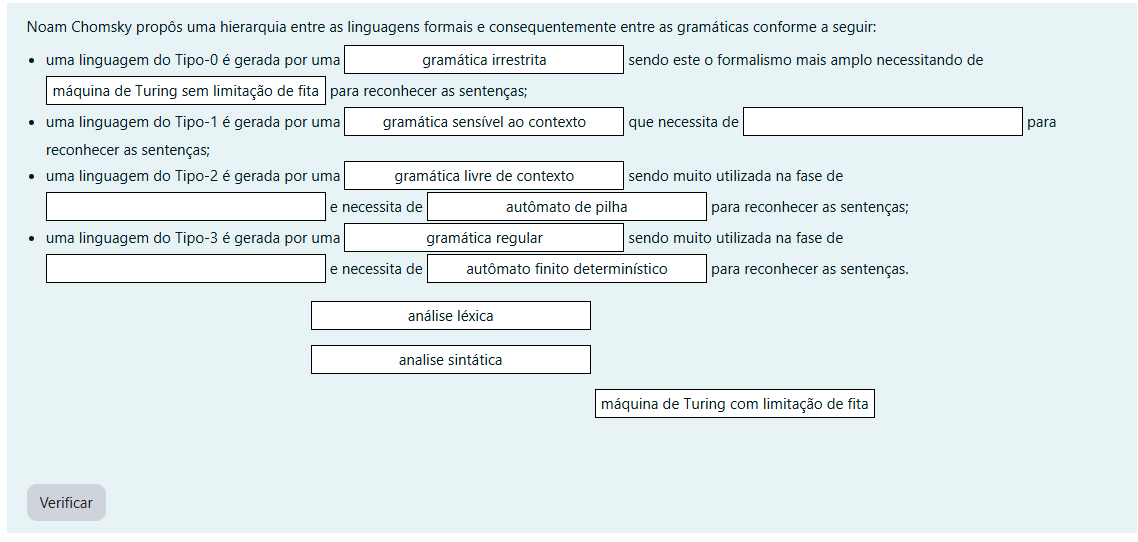 Noam Chomsky propôs uma hierarquia entre as linguagens formais e consequentemente entre as gramáticas conforme a seguir:
• uma linguagem do Tipo-0 é gerada por uma gramática irrestrita sendo este o formalismo mais amplo necessitando de
máquina de Turing sem limitação de fita para reconhecer as sentenças;
• uma linguagem do Tipo-1 é gerada por uma gramática sensível ao contexto que necessita de para
reconhecer as sentenças;
• uma linguagem do Tipo-2 é gerada por uma gramática livre de contexto sendo muito utilizada na fase de
e necessita de autômato de pilha para reconhecer as sentenças;
• uma linguagem do Tipo-3 é gerada por uma gramática regular sendo muito utilizada na fase de
e necessita de autômato finito determinístico para reconhecer as sentenças.
análise léxica
analise sintática
máquina de Turing com limitação de fita
Verificar